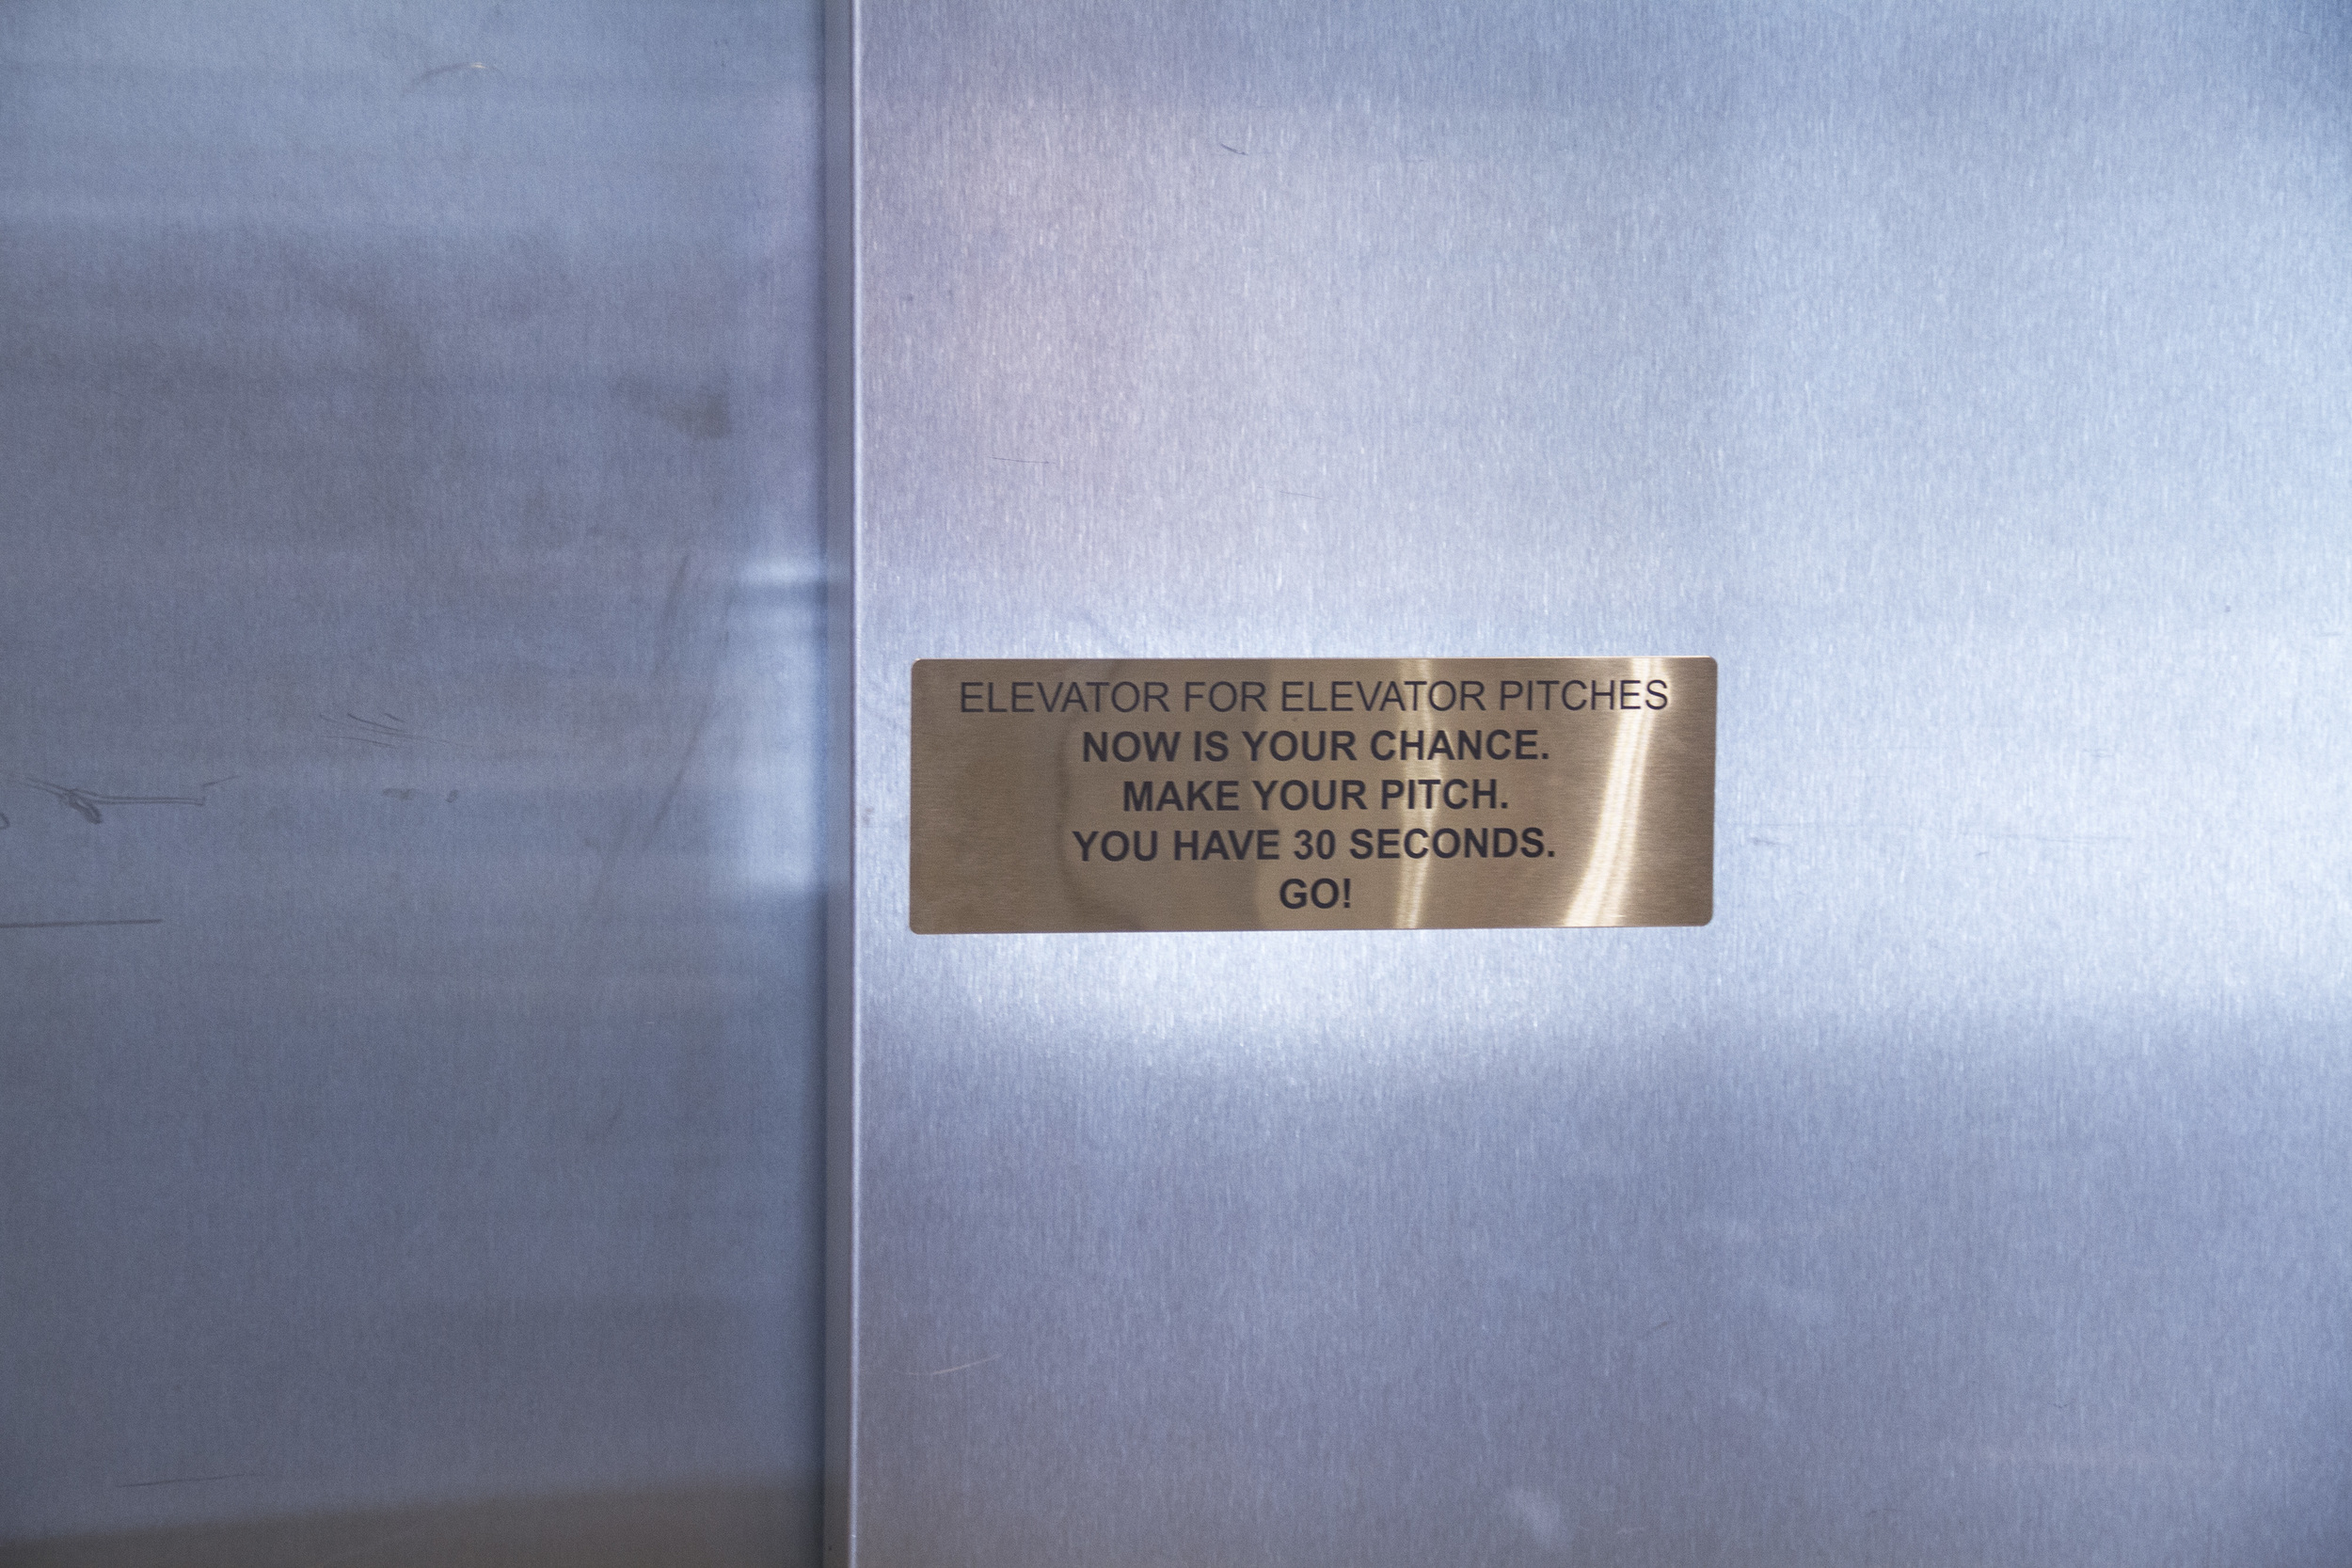 ELEVATOR FOR ELEVATOR PITCHES
NOW IS YOUR CHANCE.
MAKE YOUR PITCH.
YOU HAVE 30 SECONDS.
GO!